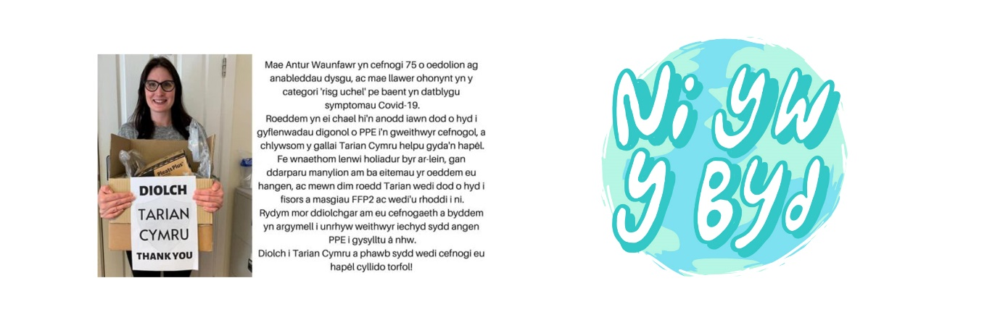 Mae Antur Waunfawr yn cefnogi 75 o oedolion ag
anableddau dysgu, ac mae llawer ohonynt yn y
categori 'risg uchel' pe baent yn datblygu
symptomau Covid-19.
Roeddem yn ei chael hi'n anodd iawn dod o hyd i
gyflenwadau digonol o PPE i'n gweithwyr cefnogol, a
chlywsom y gallai Tarian Cymru helpu gyda'n hapêl.
Fe wnaethom lenwi holiadur byr ar-lein, gan
ddarparu manylion am ba eitemau yr oeddem eu
hangen, ac mewn dim roedd Tarian wedi dod o hyd i
fisors a masgiau FFP2 ac wedi'u rhoddi i ni.
Rydym mor ddiolchgar am eu cefnogaeth a byddem
yn argymell i unrhyw weithwyr iechyd sydd angen
PPE i gysylltu â nhw.
Diolch i Tarian Cymru a phawb sydd wedi cefnogi eu
hapêl cyllido torfol!
PleatsPlus
DIOLCH
TARIAN
CYMRU
THANK YOU
Ni yw
y Byd